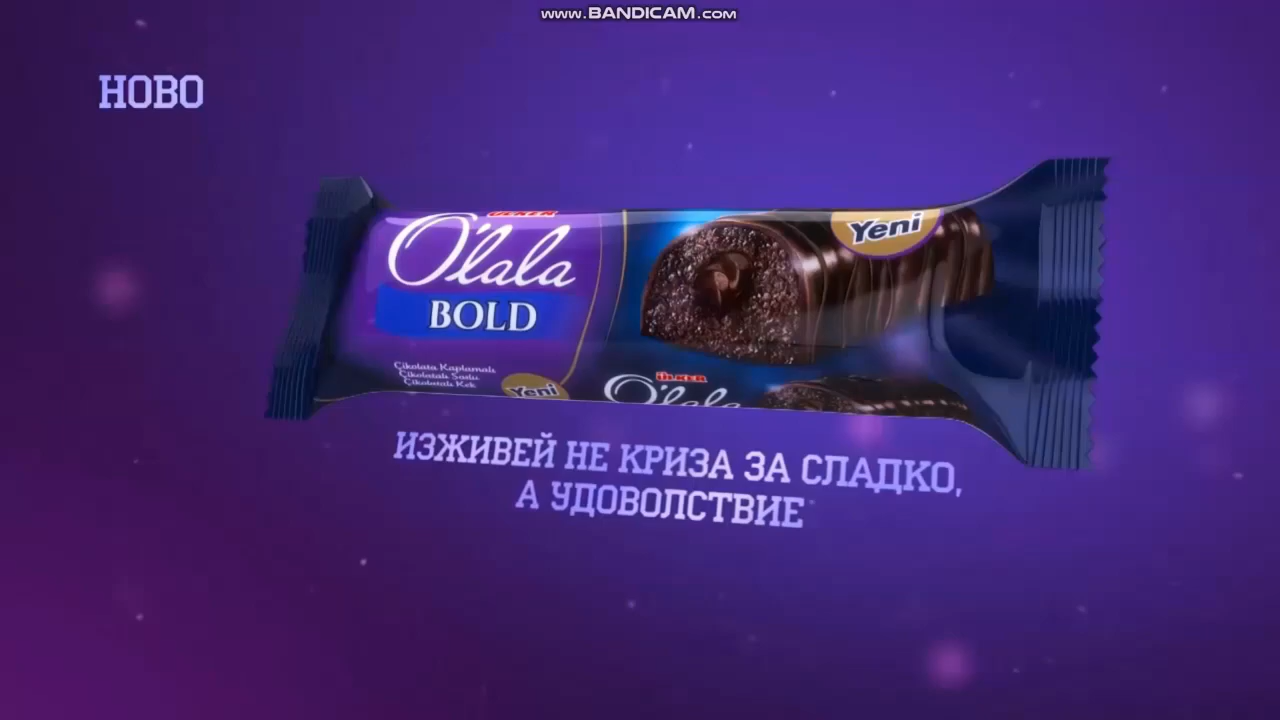 www.BANDICAM.com
НОВО
ÜLKER
O'lala
BOLD
Yeni
Çikolata Kaplamalı
Çikolatalı Soslu
Çikolatalı Kek
Yeni
ÜLKER
O'lala
ИЗЖИВЕЙ НЕ КРИЗА ЗА СЛАДКО,
А УДОВОЛСТВИЕ